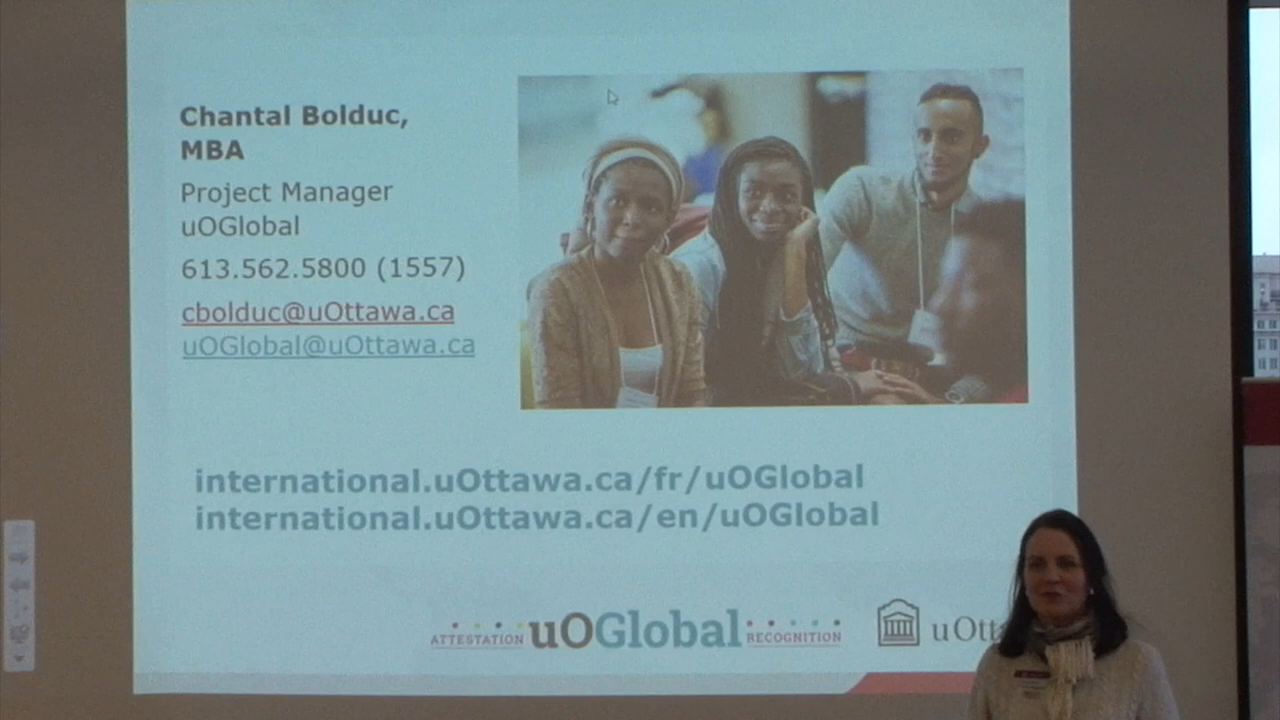 Chantal Bolduc,
MBA
Project Manager
uOGlobal
613.562.5800 (1557)
cbolduc@uOttawa.ca
uOGlobal@uOttawa.ca
international.uOttawa.ca/fr/uOGlobal
international.uOttawa.ca/en/uOGlobal
ATTESTATION uOGlobal RECOGNITION
uOtt